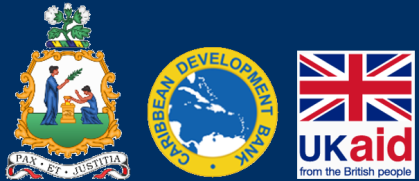 PAX · ET · JUSTITIA
CARIBBEAN DEVELOPMENT BANK
UKaid
from the British people